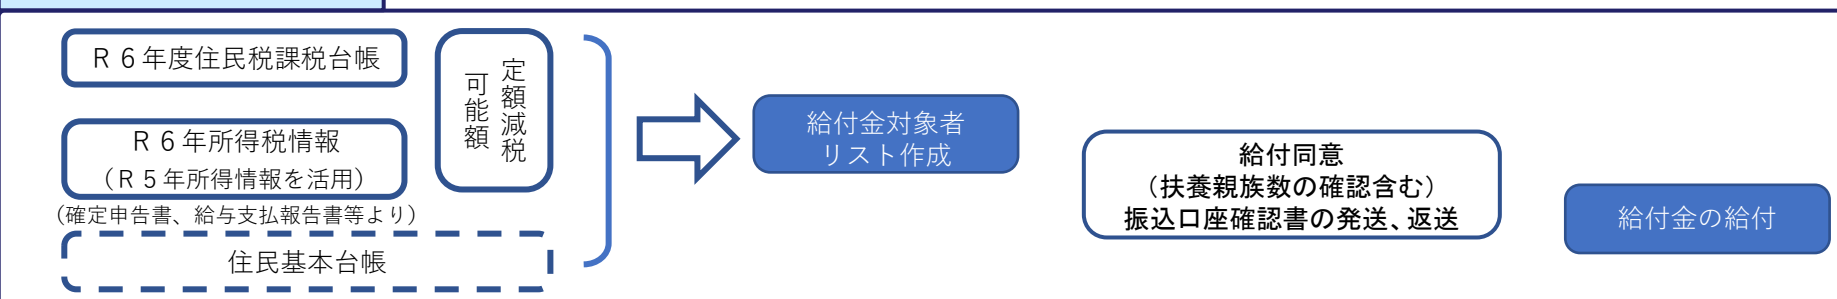 R６年度住民税課税台帳
R６年所得税情報
（R５年所得情報を活用）
（確定申告書、給与支払報告書等より）
住民基本台帳
定額減税
可能額
給付金対象者
リスト作成
給付同意
（扶養親族数の確認含む）
振込口座確認書の発送、返送
給付金の給付